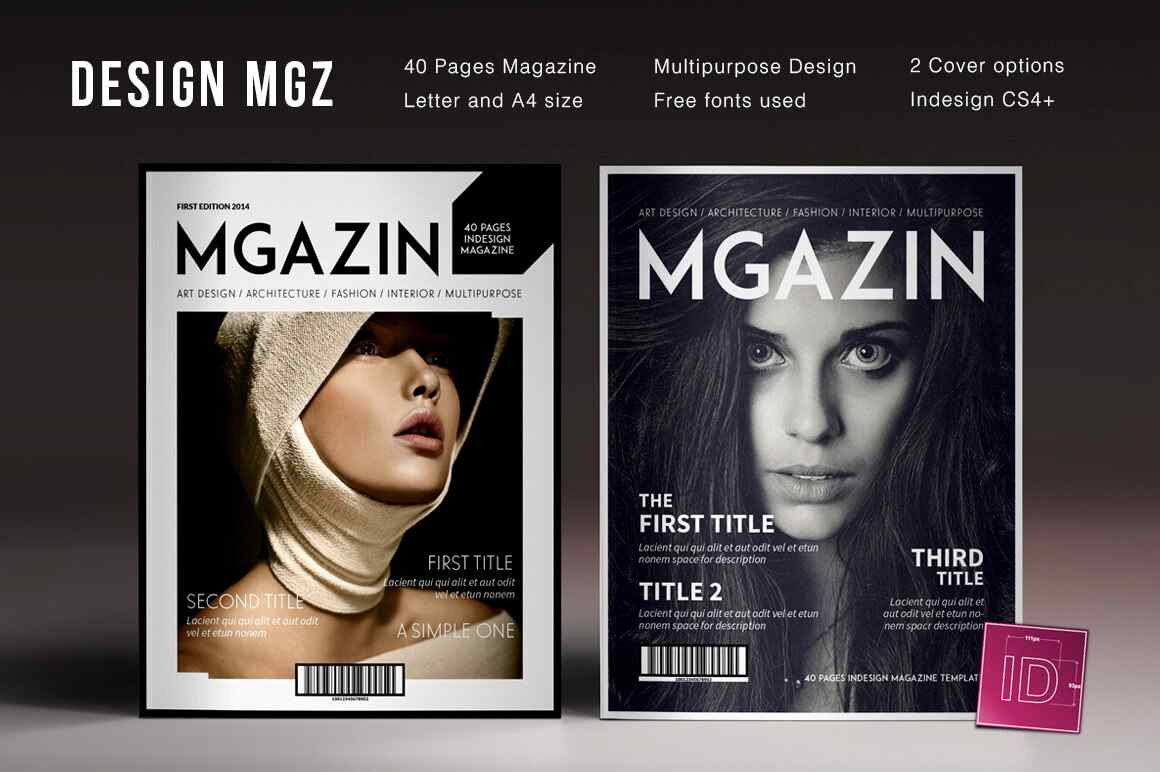 DESIGN MGZ
40 Pages Magazine
Letter and A4 size
Multipurpose Design
Free fonts used
2 Cover options
Indesign CS4+
FIRST EDITION 2014
MGAZIN
40 PAGES
INDESIGN
MAGAZINE
ART DESIGN / ARCHITECTURE / FASHION / INTERIOR / MULTIPURPOSE
FIRST TITLE
Lacient qui qui alit et aut odit
vel et etun nonem
SECOND TITLE
Lacient qui qui alit et aut odit
vel et etun nonem
A SIMPLE ONE
ART DESIGN / ARCHITECTURE / FASHION / INTERIOR / MULTIPURPOSE
MGAZIN
THE
FIRST TITLE
Lacient qui qui alit et aut odit vel et etun
nonem space for description
TITLE 2
Lacient qui qui alit et aut odit vel et etun
nonem space for description
THIRD
TITLE
Lacient qui qui alit et
aut odit vel et etun no-
nem spacr description
40 PAGES INDESIGN MAGAZINE TEMPLAT
111px
ID
93px